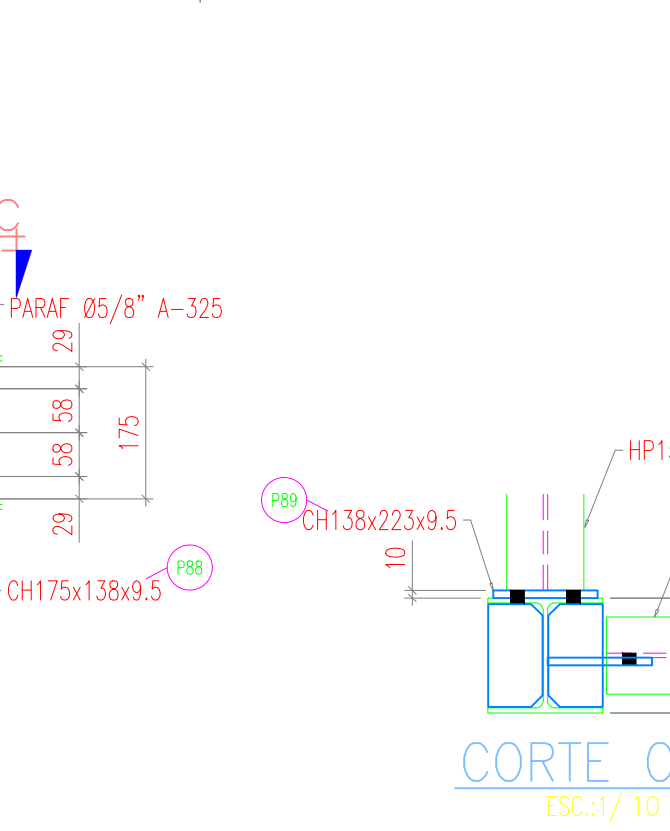 C
PARAF Ø5/8” A-325
29
58
58
29
175
P88
CH175x138x9.5
P89
CH138x223x9.5
10
CORTE
ESC.:1/ 10